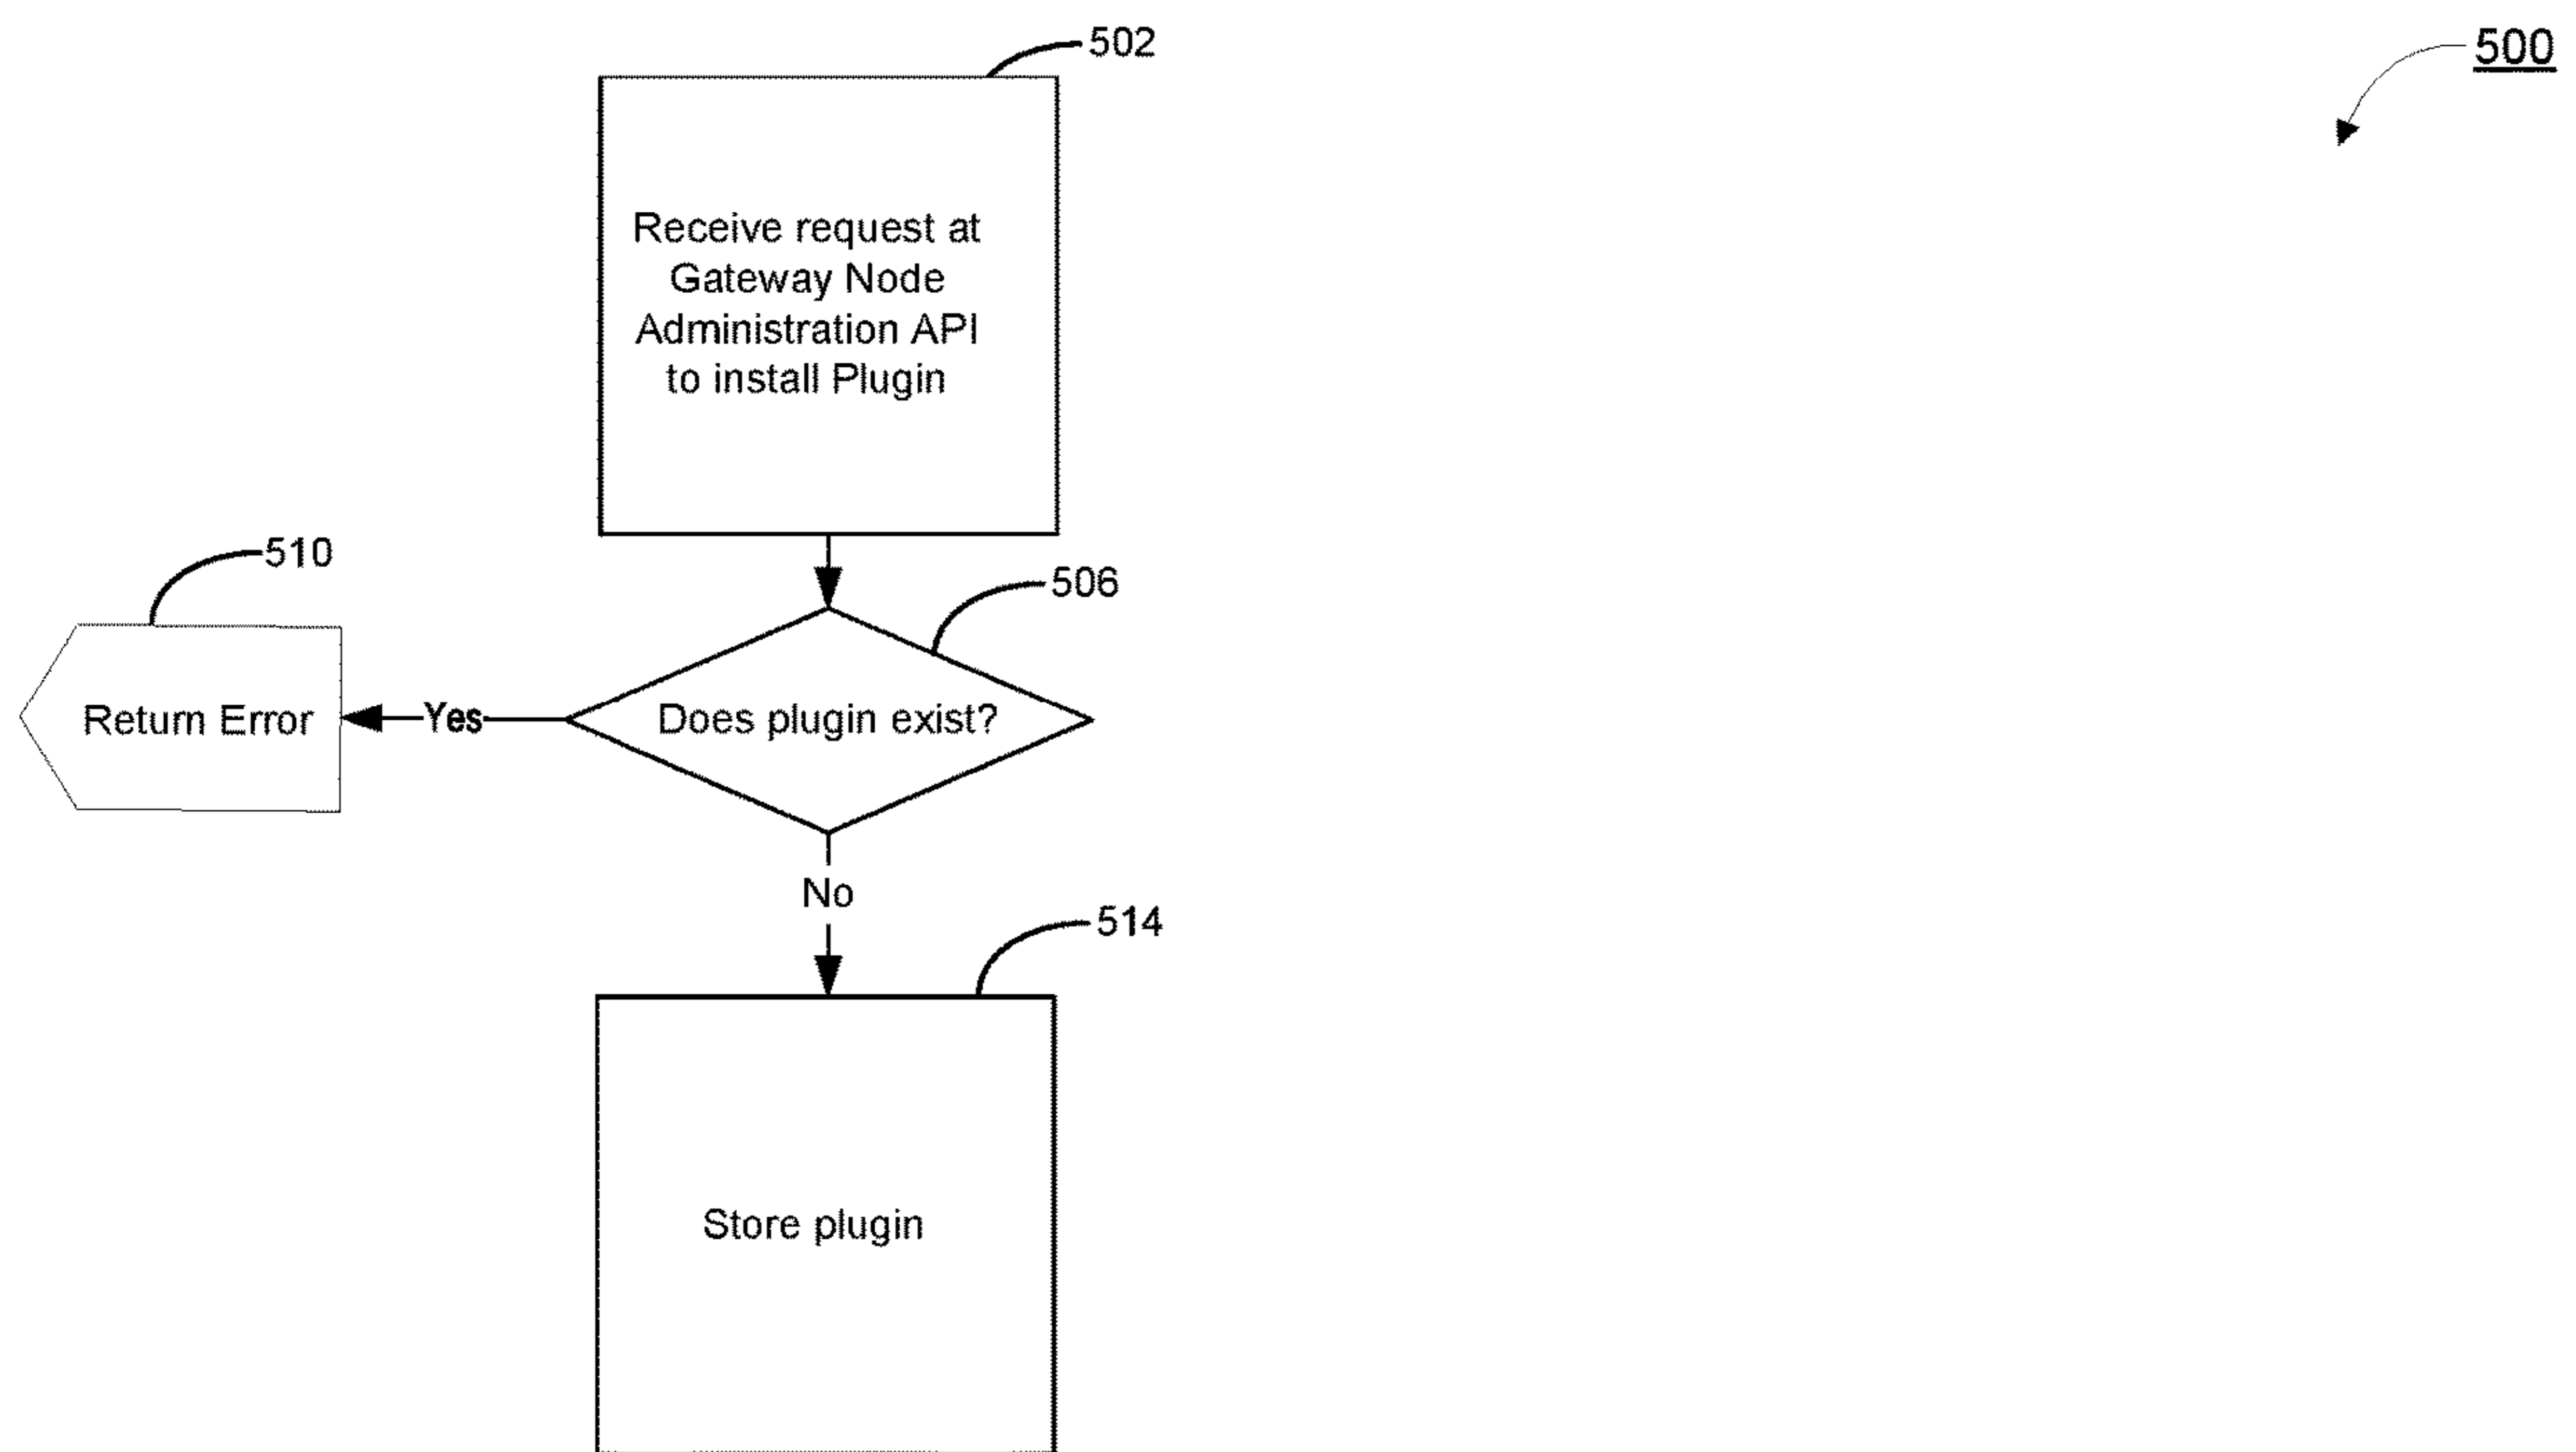 502
500
Receive request at
Gateway Node
Administration API
to install Plugin
510
506
Return Error
Yes
Does plugin exist?
No
514
Store plugin